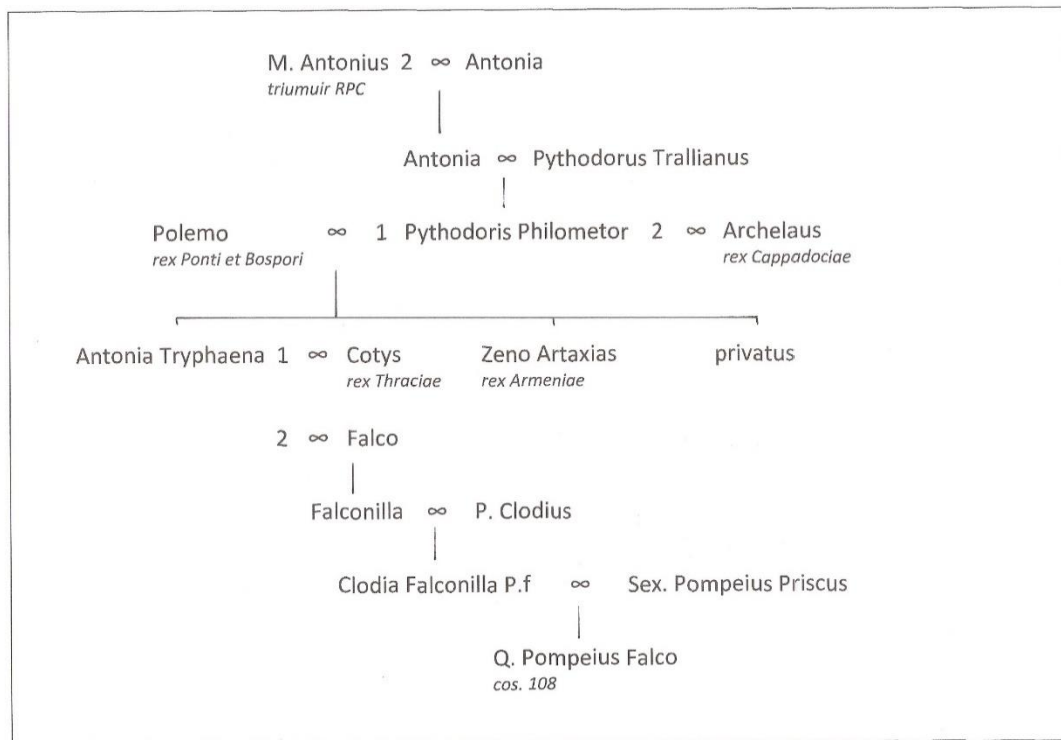 M. Antonius 2 ∞ Antonia
triumuir RPC
Antonia ∞ Pythodorus Trallianus
Polemo ∞ 1 Pythodoris Philometor 2 ∞ Archelaus
rex Ponti et Bospori rex Cappadociae
Antonia Tryphaena 1 ∞ Cotys Zeno Artaxias privatus
rex Thraciae rex Armeniae
2 ∞ Falco
Falconilla ∞ P. Clodius
Clodia Falconilla P.f ∞ Sex. Pompeius Priscus
Q. Pompeius Falco
cos. 108